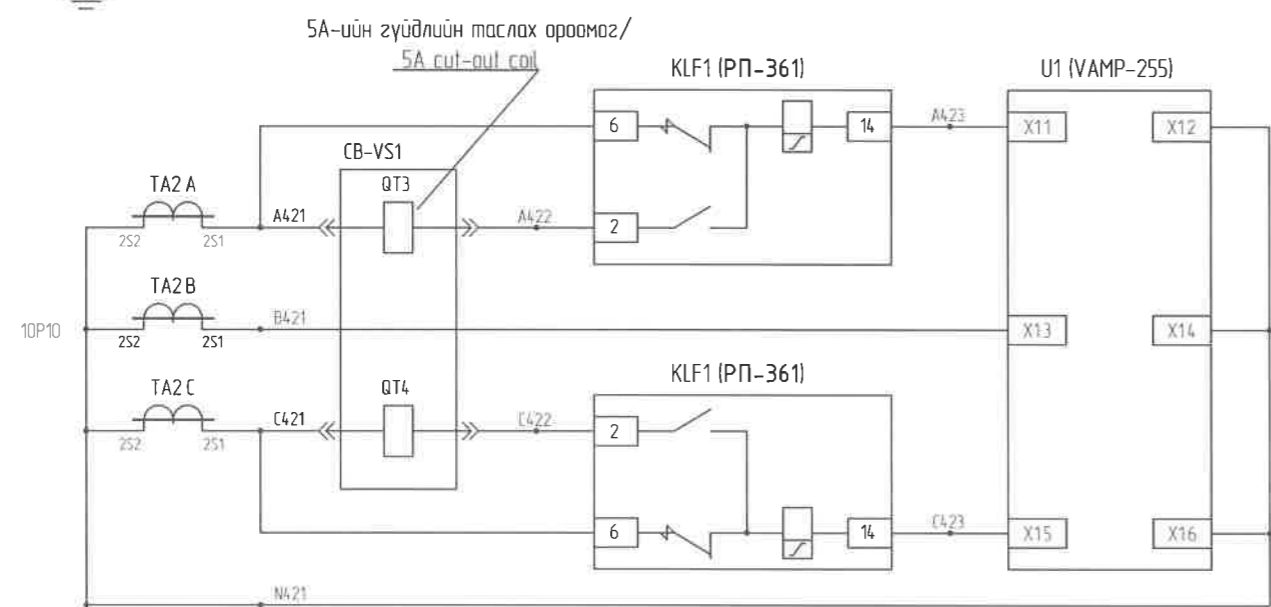 5А-ийн гүйдлийн таслах ороомог/
5A cut-out coil
KLF1 (РП-361)
U1 (VAMP-255)
6
14
A423
X11
X12
CB-VS1
TA2 A
QT3
A421
A422
2
2S2
2S1
TA2 B
10P10
B421
X13
X14
2S2
2S1
KLF1 (РП-361)
TA2 C
QT4
C421
C422
2
2S2
2S1
6
14
C423
X15
X16
N421